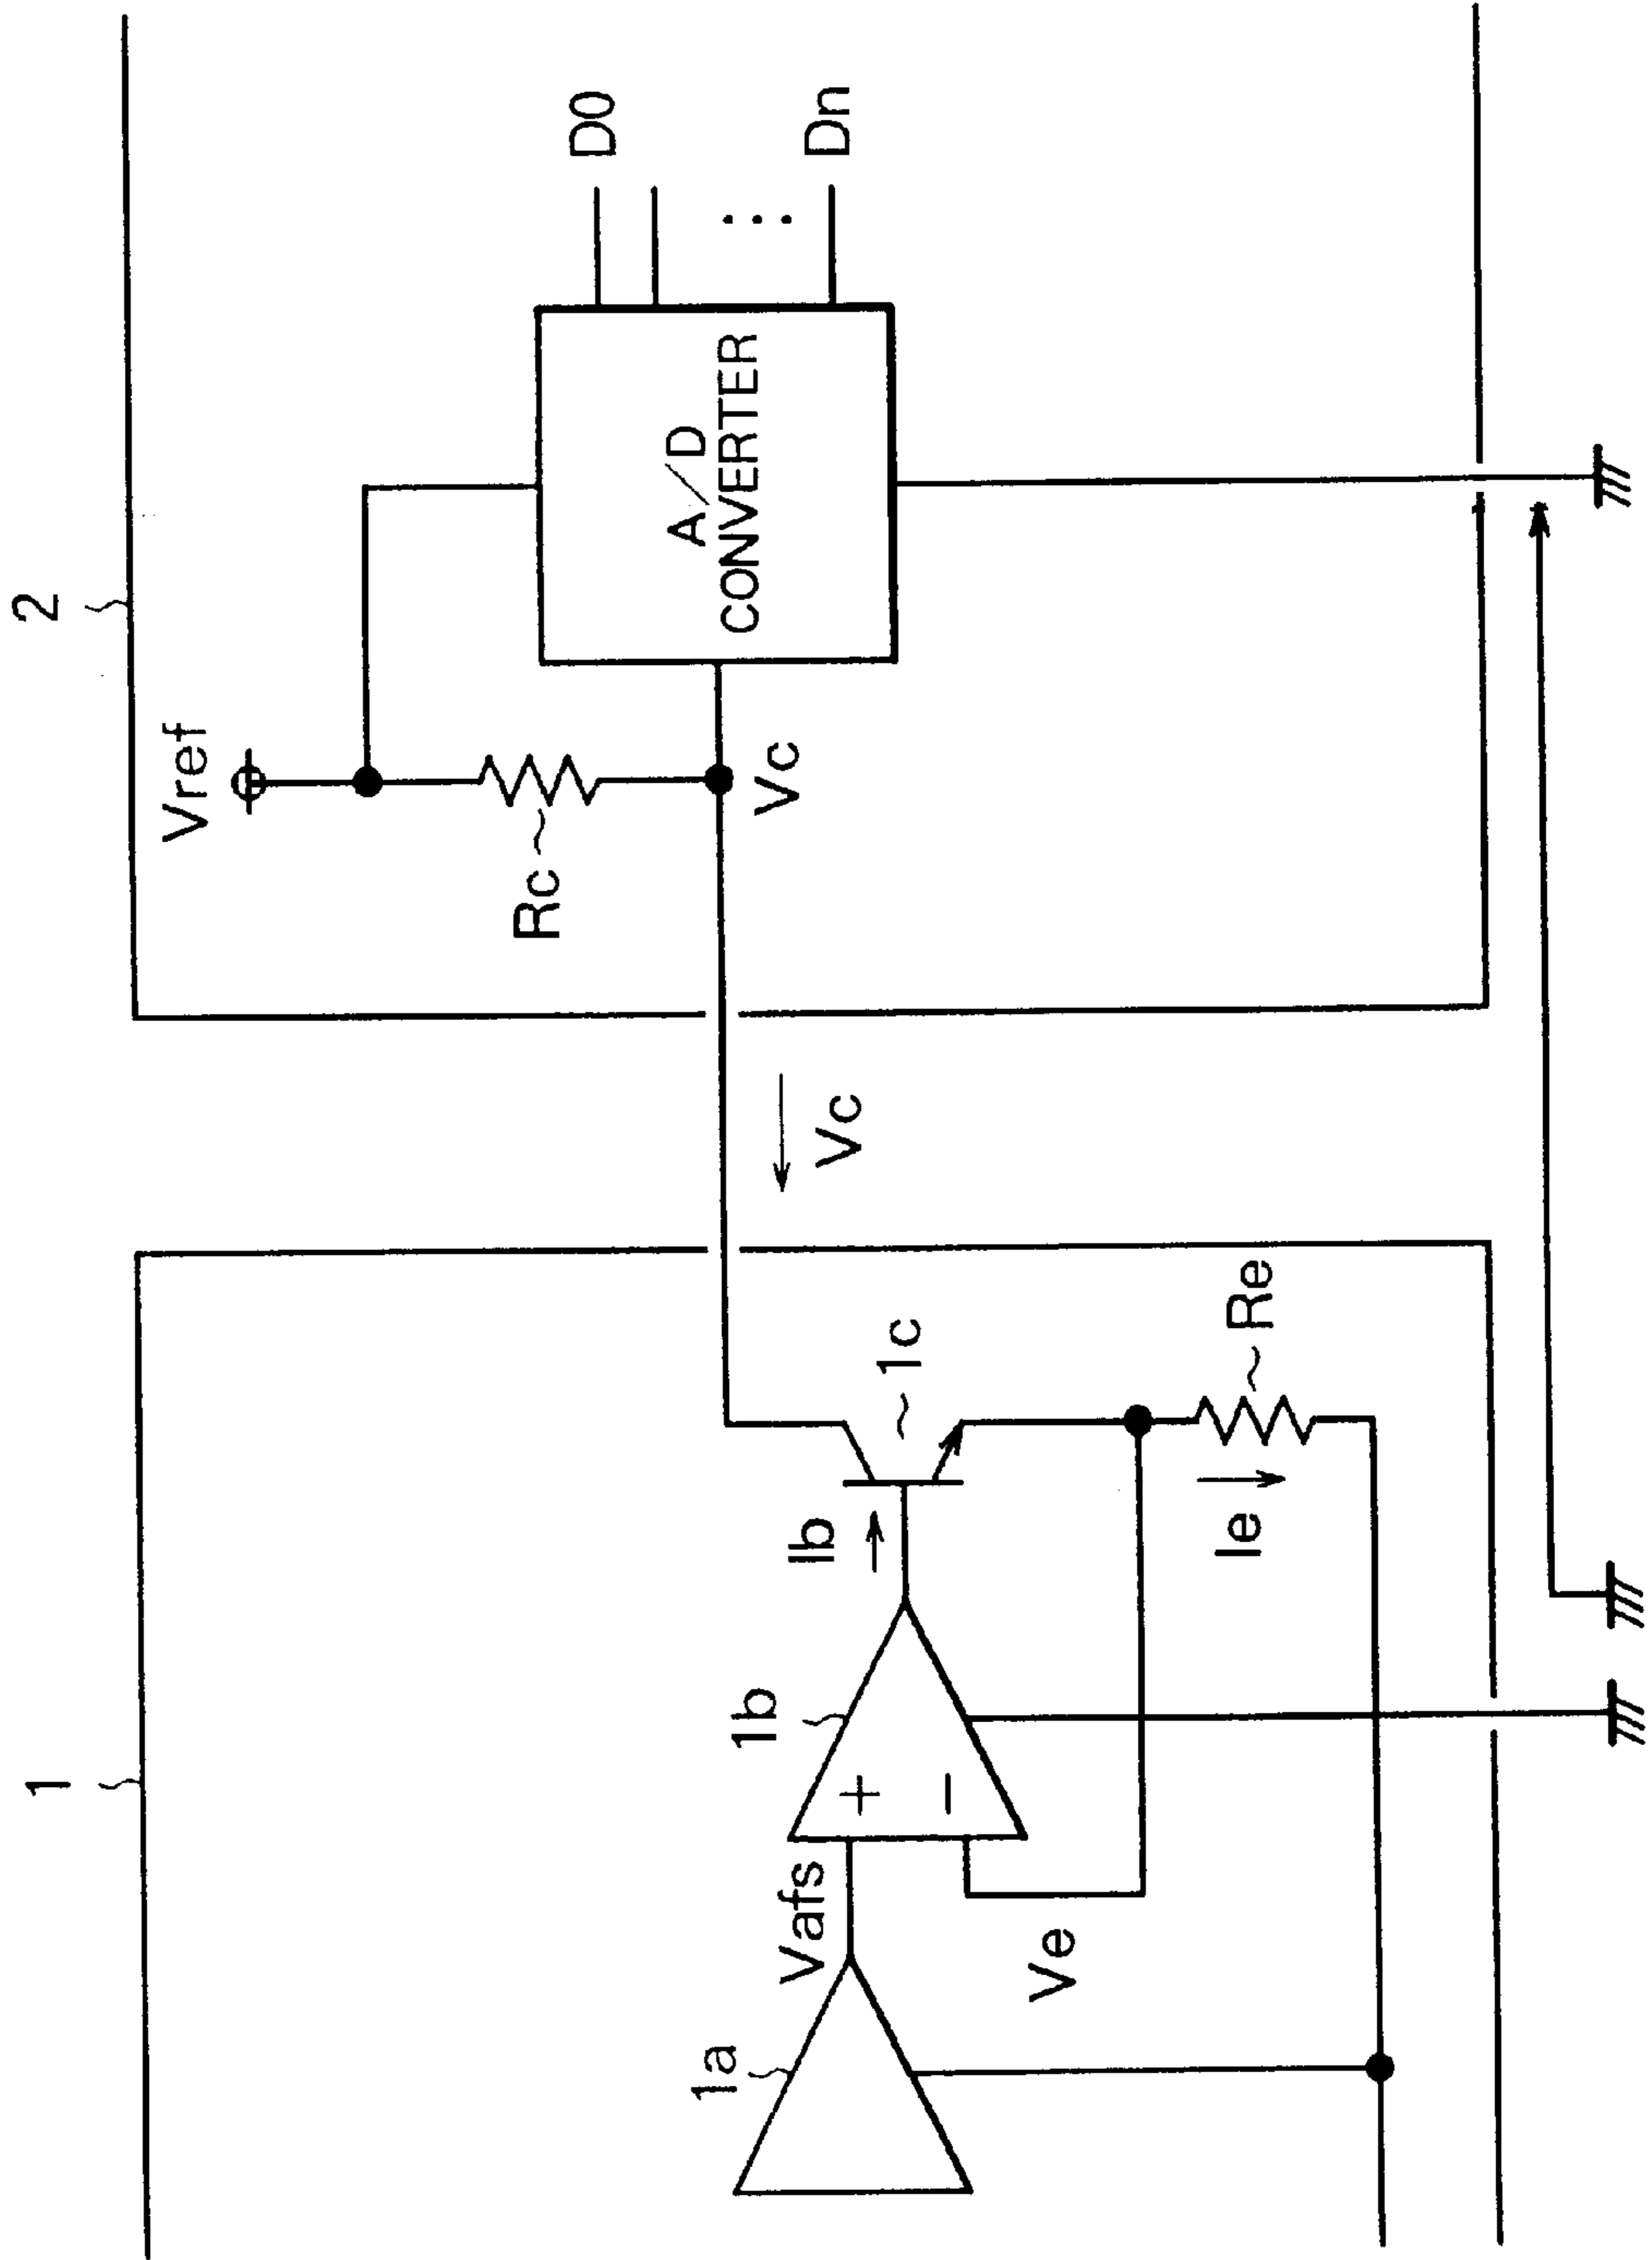 1
2
Vref
Rc
D0
Dn
A/D
CONVERTER
Vc
Vc
1a
Vafs
1b
+
−
Ib
1c
Ve
Ie
Re